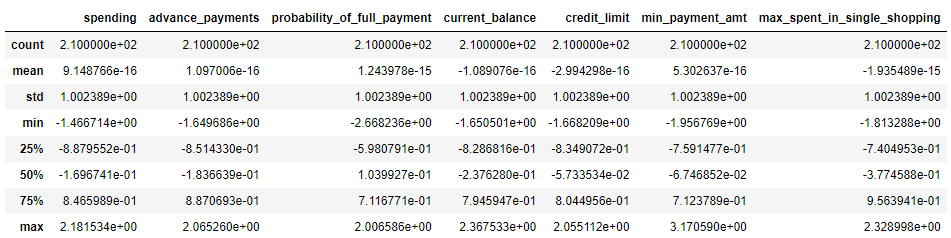 spending advance_payments probability_of_full_payment current_balance credit_limit min_payment_amt max_spent_in_single_shopping
count 2.100000e+02 2.100000e+02 2.100000e+02 2.100000e+02 2.100000e+02 2.100000e+02 2.100000e+02
mean 9.148766e-16 1.097006e-16 1.243978e-15 -1.089076e-16 -2.994298e-16 5.302637e-16 -1.935489e-15
std 1.002389e+00 1.002389e+00 1.002389e+00 1.002389e+00 1.002389e+00 1.002389e+00 1.002389e+00
min -1.466714e+00 -1.649686e+00 -2.668236e+00 -1.650501e+00 -1.668209e+00 -1.956769e+00 -1.813288e+00
25% -8.879552e-01 -8.514330e-01 -5.980791e-01 -8.286816e-01 -8.349072e-01 -7.591477e-01 -7.404953e-01
50% -1.696741e-01 -1.836639e-01 1.039927e-01 -2.376280e-01 -5.733534e-02 -6.746852e-02 -3.774588e-01
75% 8.465989e-01 8.870693e-01 7.116771e-01 7.945947e-01 8.044956e-01 7.123789e-01 9.563941e-01
max 2.181534e+00 2.065260e+00 2.006586e+00 2.367533e+00 2.055112e+00 3.170590e+00 2.328998e+00